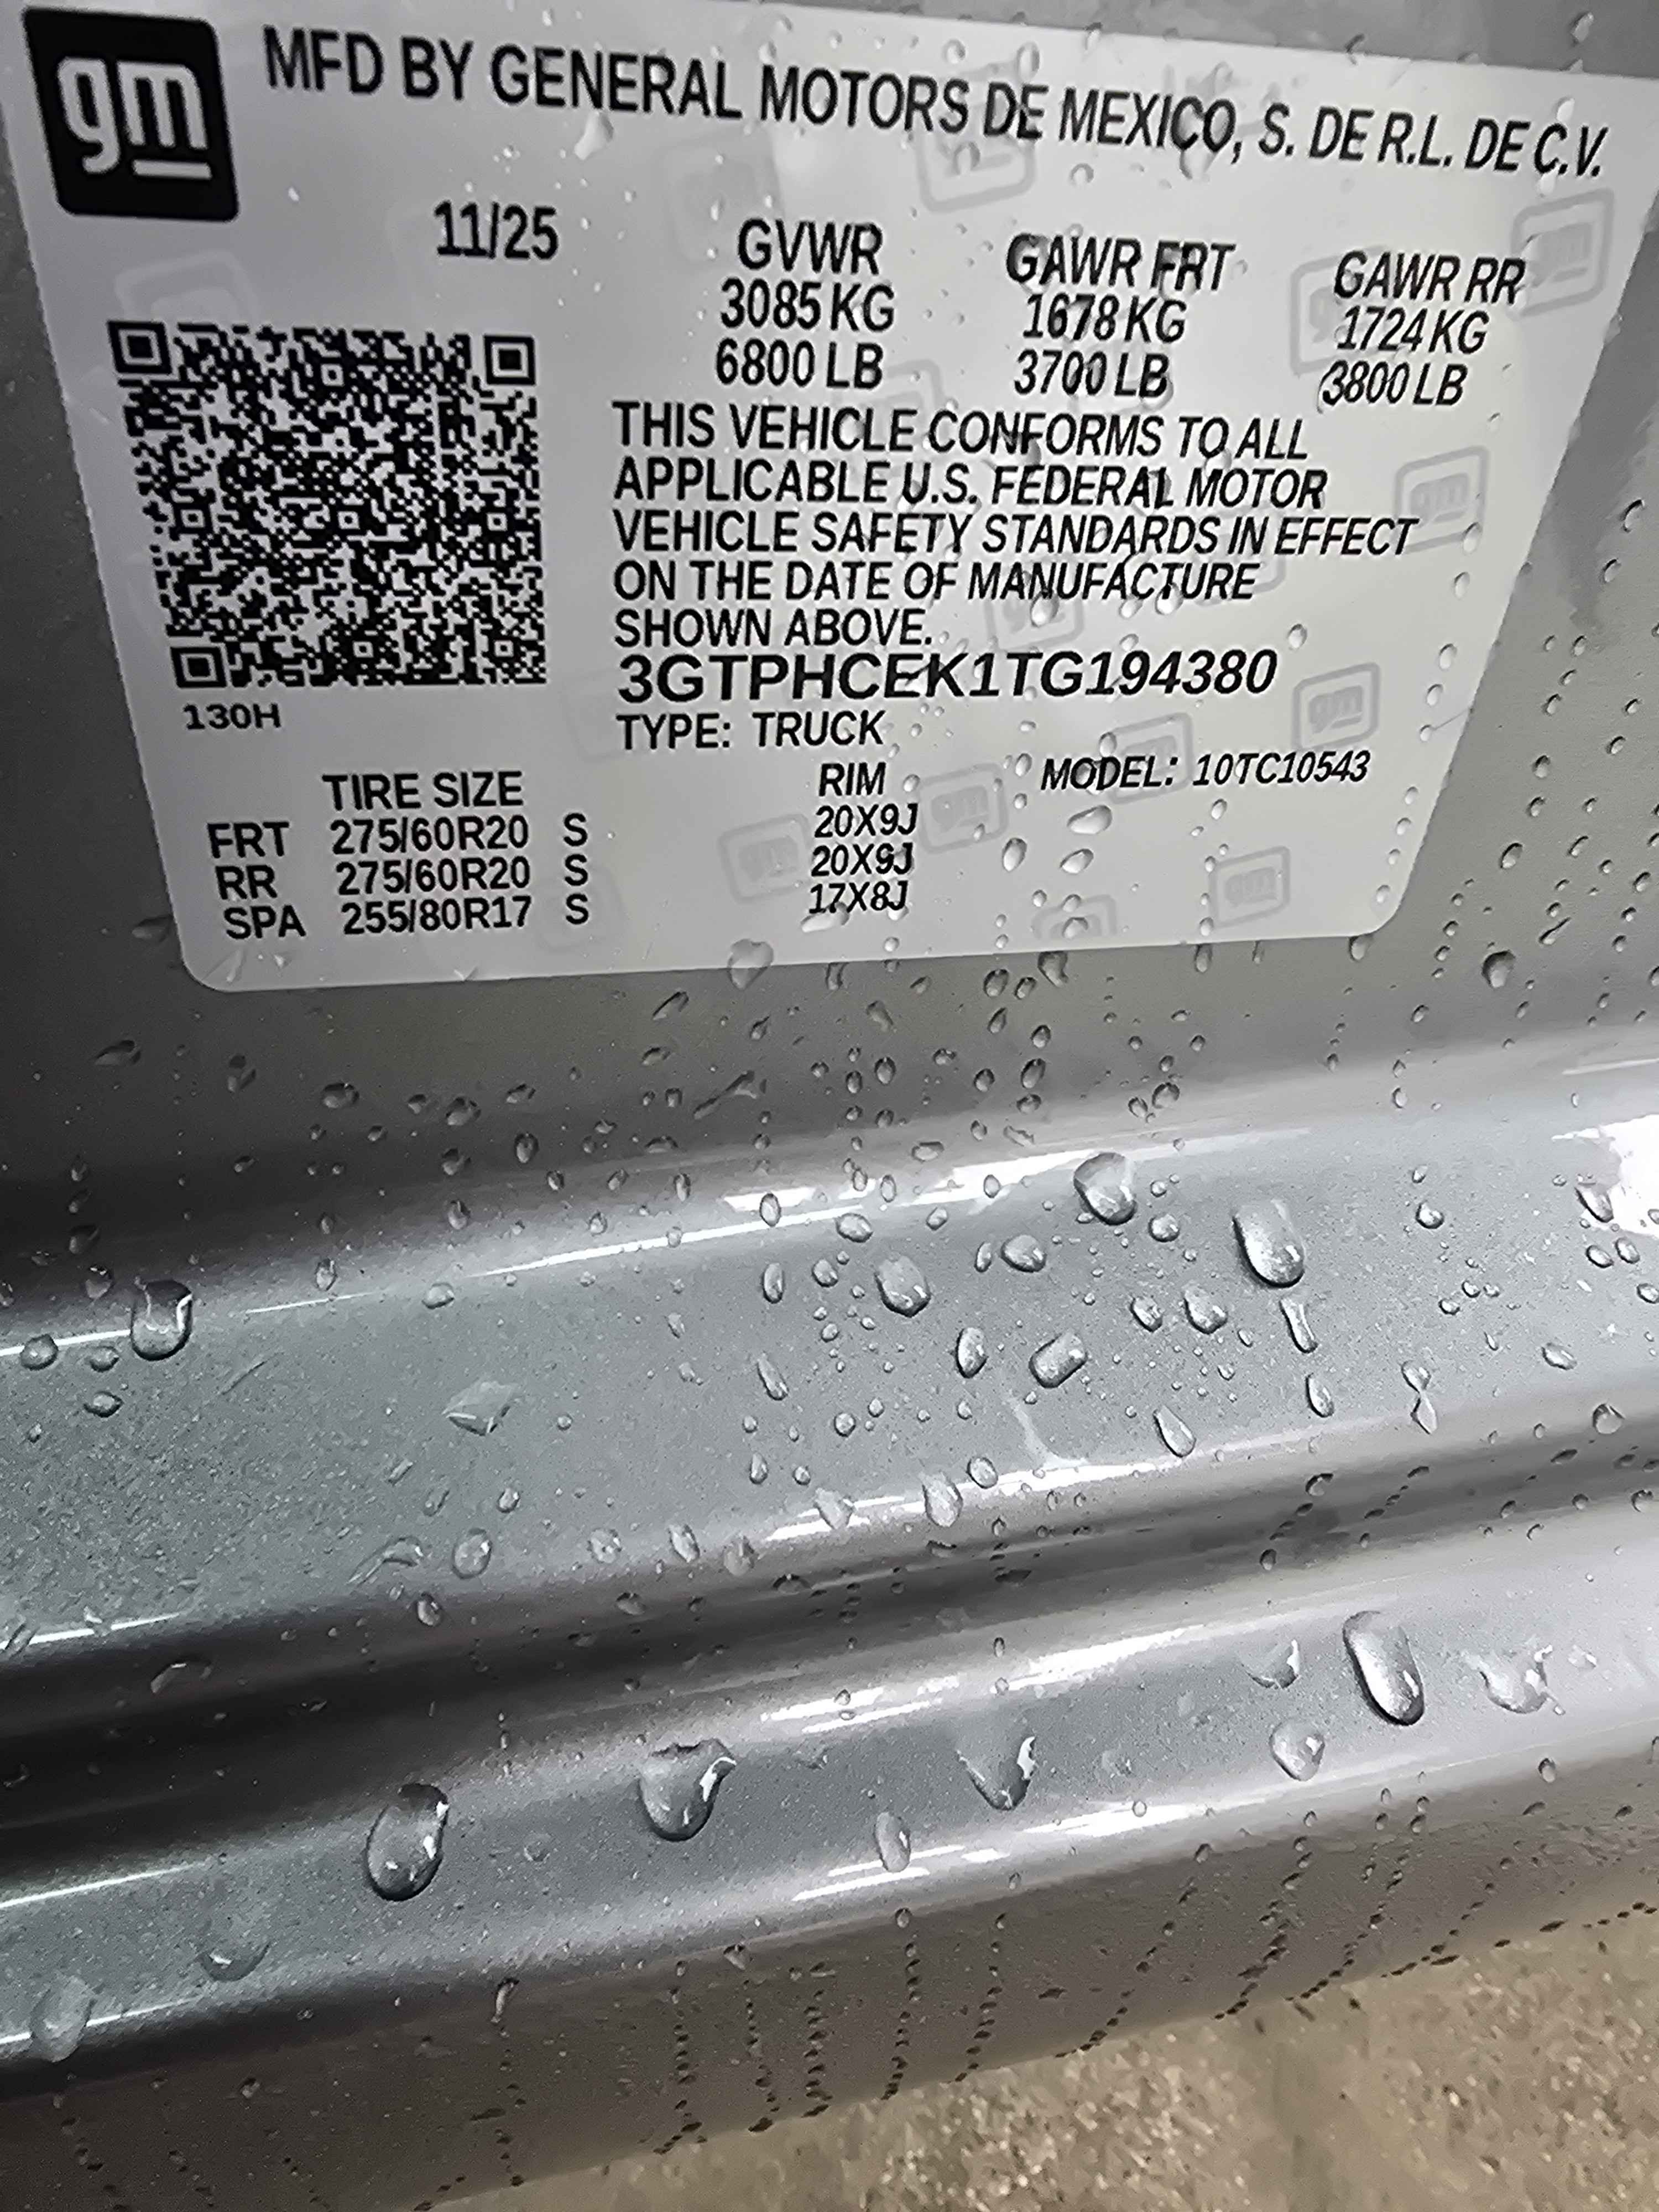 gm MFD BY GENERAL MOTORS DE MEXICO, S. DE R.L. DE C.V.
11/25 GVWR GAWR FRT GAWR RR
3085 KG 1678 KG 1724 KG
6800 LB 3700 LB 3800 LB
THIS VEHICLE CONFORMS TO ALL
APPLICABLE U.S. FEDERAL MOTOR
VEHICLE SAFETY STANDARDS IN EFFECT
ON THE DATE OF MANUFACTURE
SHOWN ABOVE.
3GTPHCEK1TG194380
130H TYPE: TRUCK
TIRE SIZE RIM MODEL: 10TC10543
FRT 275/60R20 S 20X9J
RR 275/60R20 S 20X9J
SPA 255/80R17 S 17X8J